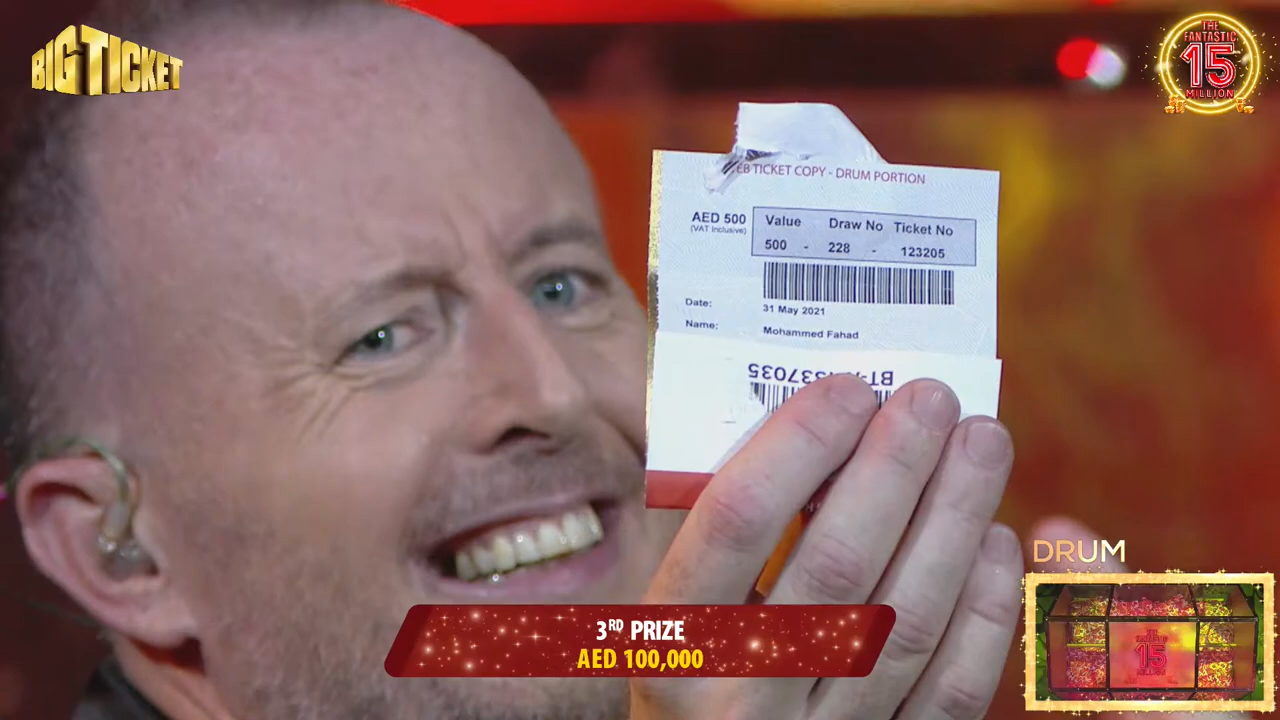 BIG TICKET
THE
FANTASTIC
15
MILLION
EB TICKET COPY - DRUM PORTION
AED 500
(VAT Inclusive)
Value Draw No Ticket No
500 - 228 - 123205
Date: 31 May 2021
Name: Mohammed Fahad
3RD PRIZE
AED 100,000
DRUM
15